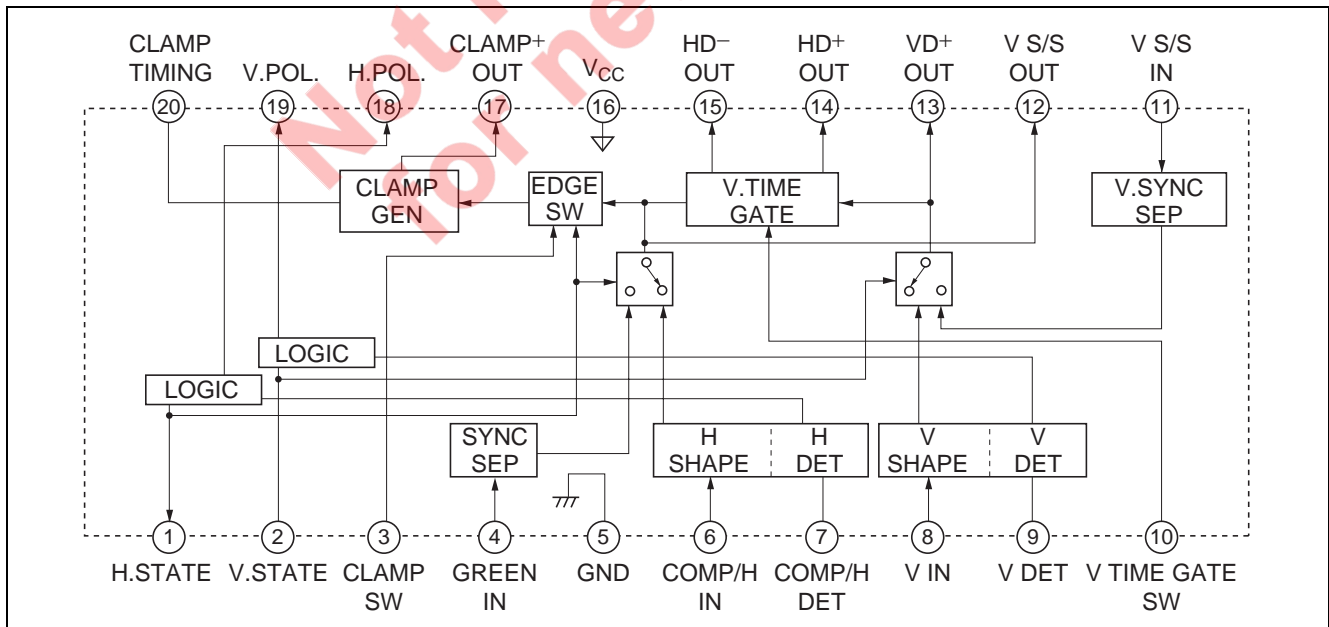 Not r
for ne
CLAMP
TIMING
V.POL.
H.POL.
CLAMP+
OUT
VCC
HD−
OUT
HD+
OUT
VD+
OUT
V S/S
OUT
V S/S
IN
20
19
18
17
16
15
14
13
12
11
CLAMP
GEN
EDGE
SW
V.TIME
GATE
V.SYNC
SEP
LOGIC
LOGIC
SYNC
SEP
H
SHAPE
H
DET
V
SHAPE
V
DET
1
2
3
4
5
6
7
8
9
10
H.STATE
V.STATE
CLAMP
SW
GREEN
IN
GND
COMP/H
IN
COMP/H
DET
V IN
V DET
V TIME GATE
SW